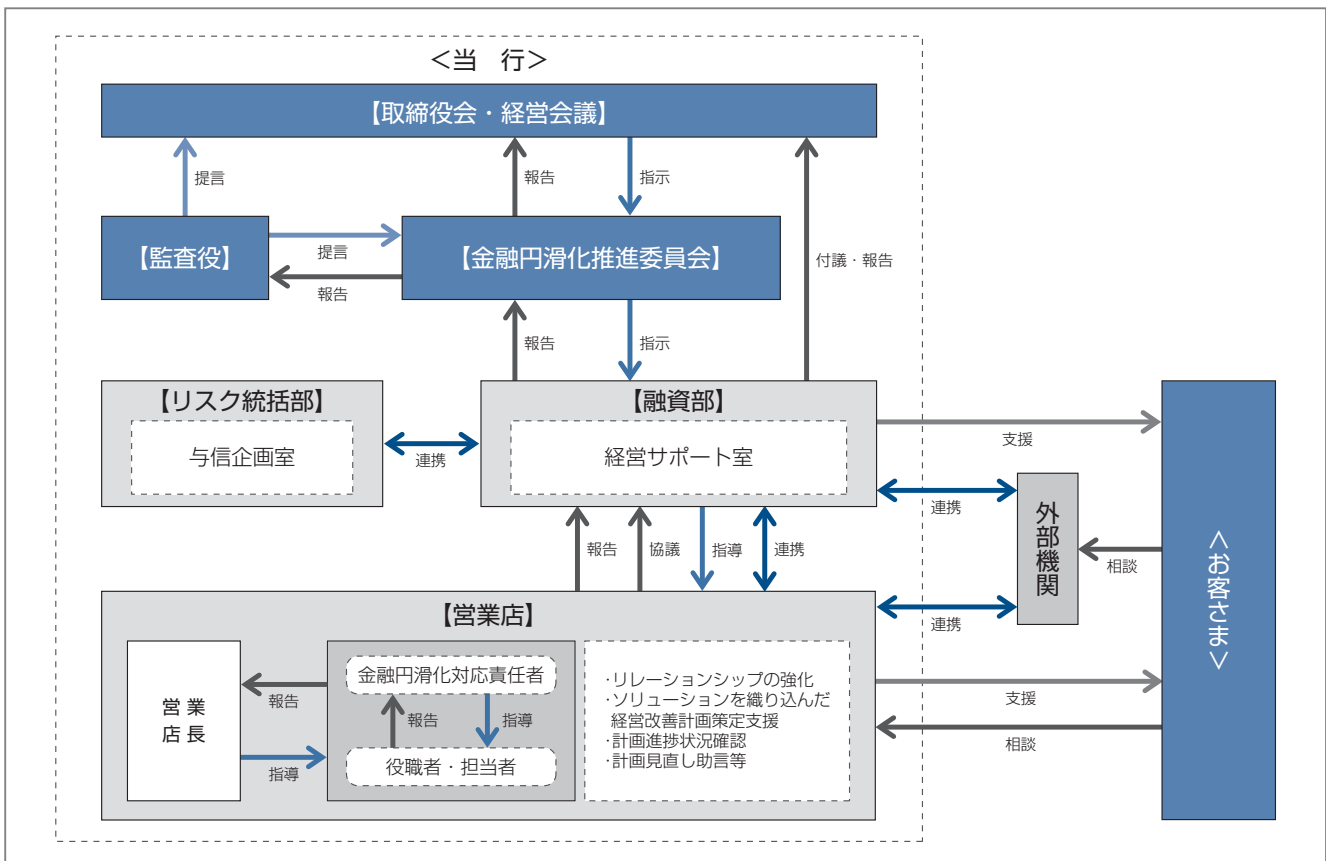 ＜当　行＞
【取締役会・経営会議】
提言
報告
指示
【監査役】
提言
報告
【金融円滑化推進委員会】
付議・報告
報告
指示
【リスク統括部】
与信企画室
連携
【融資部】
経営サポート室
支援
連携
外部機関
相談
＜お客さま＞
報告
協議
指導
連携
連携
【営業店】
営業
店長
報告
指導
金融円滑化対応責任者
報告
指導
役職者・担当者
・リレーションシップの強化
・ソリューションを織り込んだ
経営改善計画策定支援
・計画進捗状況確認
・計画見直し助言等
支援
相談